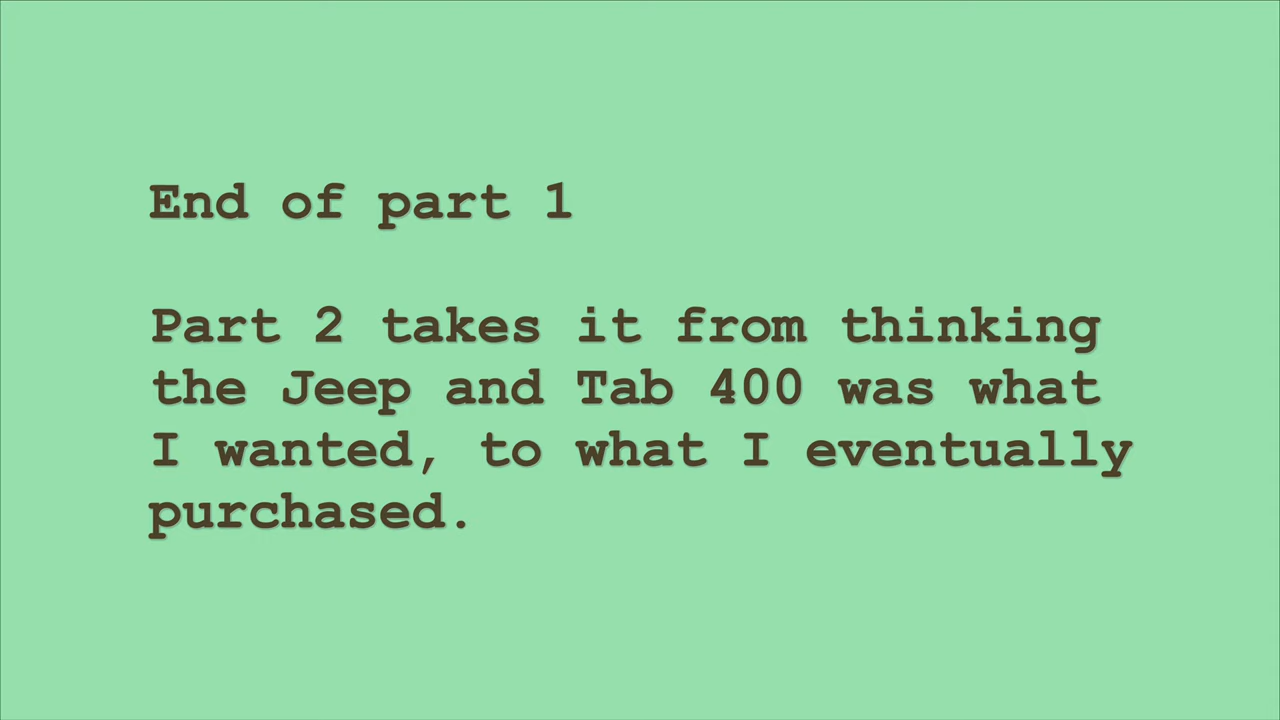 End of part 1
Part 2 takes it from thinking
the Jeep and Tab 400 was what
I wanted, to what I eventually
purchased.